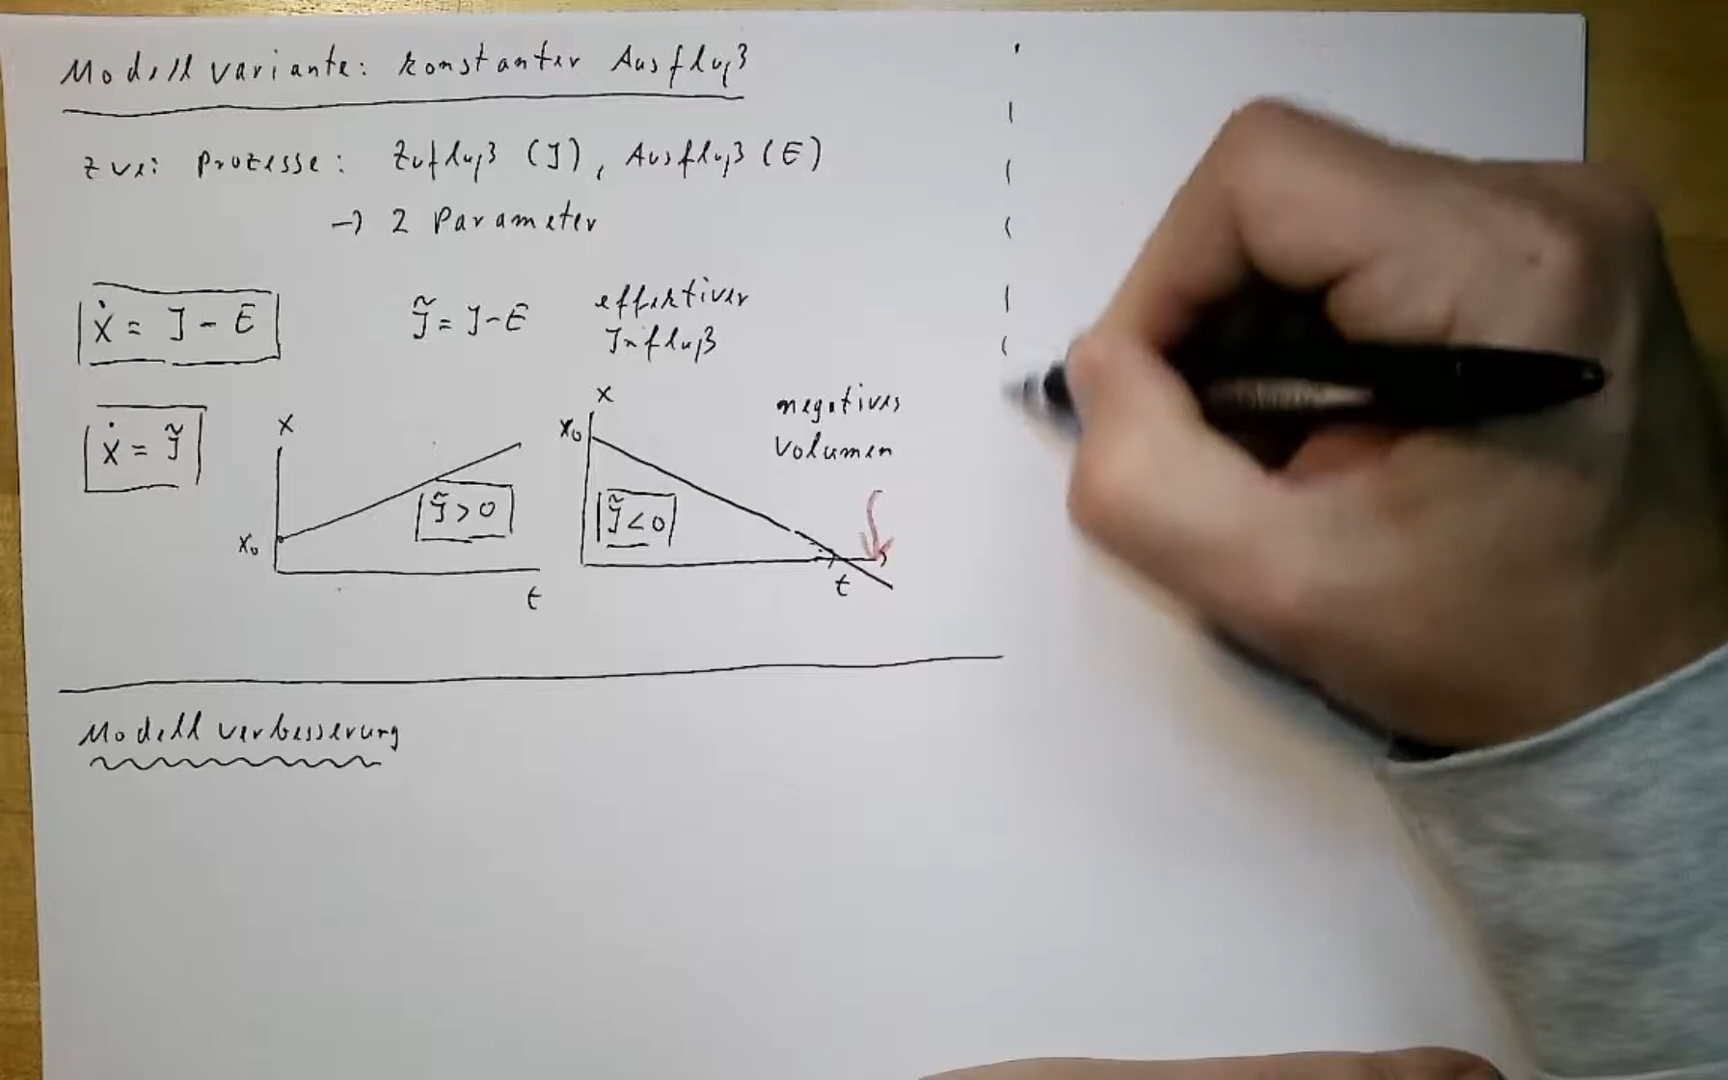 Modellvariante: konstanter Ausfluß
zwei Prozesse: Zufluß (J), Ausfluß (E)
→ 2 Parameter
ẋ = J - E
J̃ = J - E
effektiver
Influß
ẋ = J̃
x
x₀
J̃ > 0
t
x
x₀
J̃ < 0
t
negatives
Volumen
Modellverbesserung